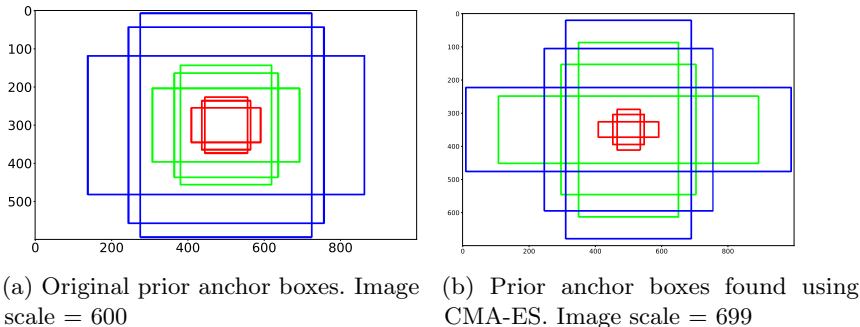 0
100
200
300
400
500
0 200 400 600 800
0
100
200
300
400
500
600
0 200 400 600 800
(a) Original prior anchor boxes. Image
scale = 600
(b) Prior anchor boxes found using
CMA-ES. Image scale = 699